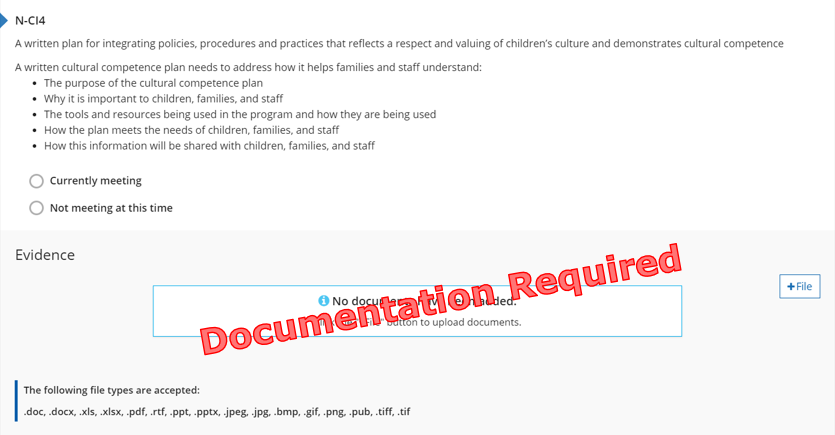 N-CI4
A written plan for integrating policies, procedures and practices that reflects a respect and valuing of children's culture and demonstrates cultural competence
A written cultural competence plan needs to address how it helps families and staff understand:
• The purpose of the cultural competence plan
• Why it is important to children, families, and staff
• The tools and resources being used in the program and how they are being used
• How the plan meets the needs of children, families, and staff
• How this information will be shared with children, families, and staff
Currently meeting
Not meeting at this time
Evidence
+File
No added.
button to upload documents.
Documentation Required
The following file types are accepted:
.doc, .docx, .xls, .xlsx, .pdf, .rtf, .ppt, .pptx, .jpeg, .jpg, .bmp, .gif, .png, .pub, .tiff, .tif